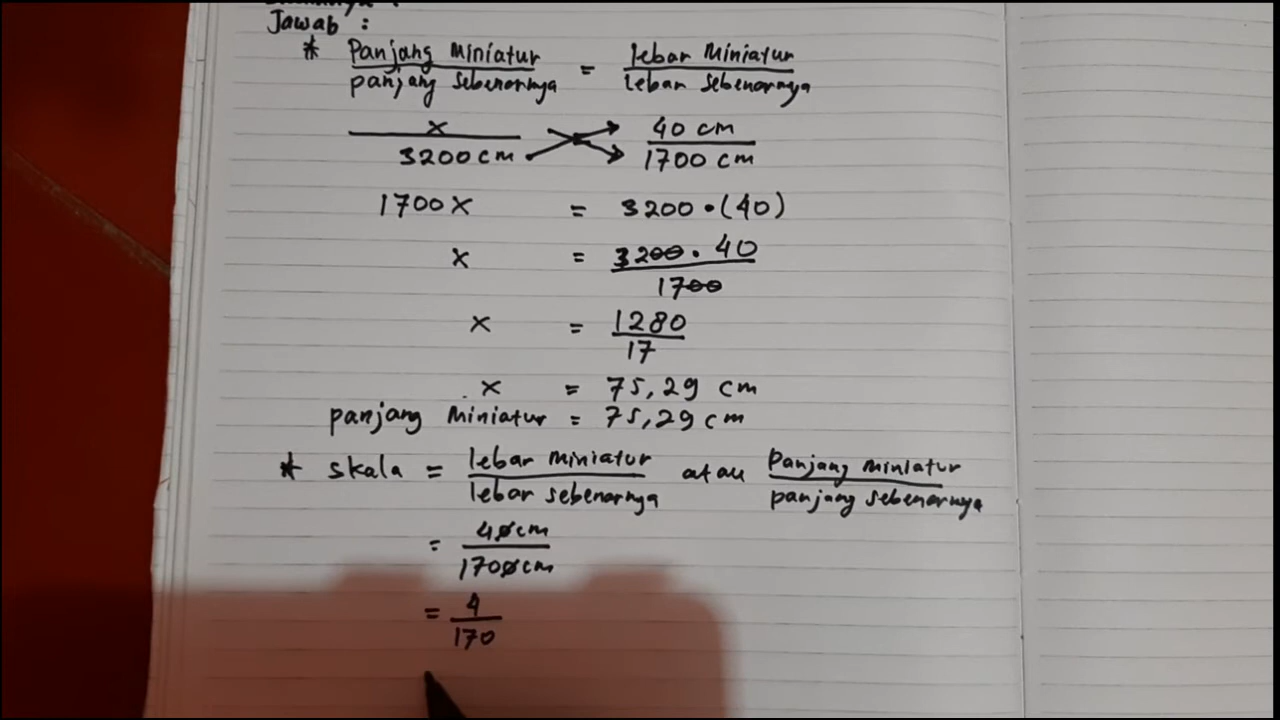 Jawab :
* Panjang Miniatur = lebar Miniatur
panjang sebenarnya lebar sebenarnya
x 40 cm
3200 cm 1700 cm
1700 x = 3200 • (40)
x = 3200 . 40
1700
x = 1280
17
x = 75,29 cm
panjang Miniatur = 75,29 cm
* skala = lebar miniatur atau Panjang miniatur
lebar sebenarnya panjang sebenarnya
= 40 cm
1700 cm
= 4
170